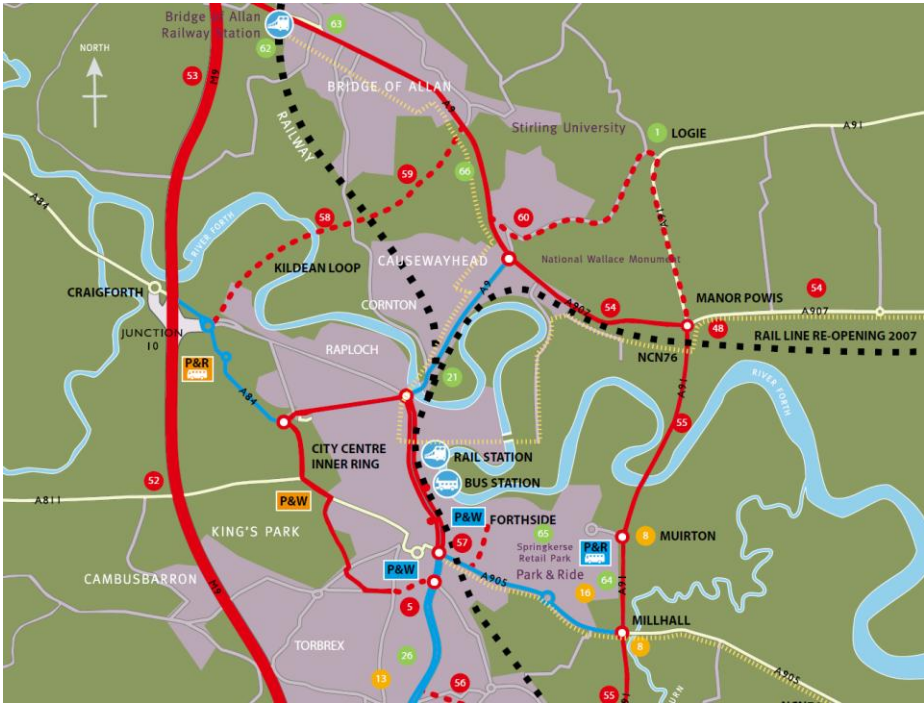 Bridge of Allan
Railway Station
63
62
NORTH
53
M9
BRIDGE OF ALLAN
A9
RAILWAY
Stirling University
1
LOGIE
A91
59
66
A84
58
60
A91
RIVER FORTH
KILDEAN LOOP
CAUSEWAYHEAD
National Wallace Monument
CRAIGFORTH
CORNTON
A9
A907
54
MANOR POWIS
54
A907
JUNCTION
10
48
RAIL LINE RE-OPENING 2007
RAPLOCH
NCN76
P&R
21
A84
A91
RIVER FORTH
55
CITY CENTRE
INNER RING
RAIL STATION
BUS STATION
52
A811
P&W
P&W
FORTHSIDE
KING'S PARK
57
65
Springkerse
Retail Park
P&R
8
MUIRTON
Park & Ride
64
CAMBUSBARRON
P&W
A905
16
A91
M9
5
MILLHALL
TORBREX
26
8
13
56
55
A91
A905